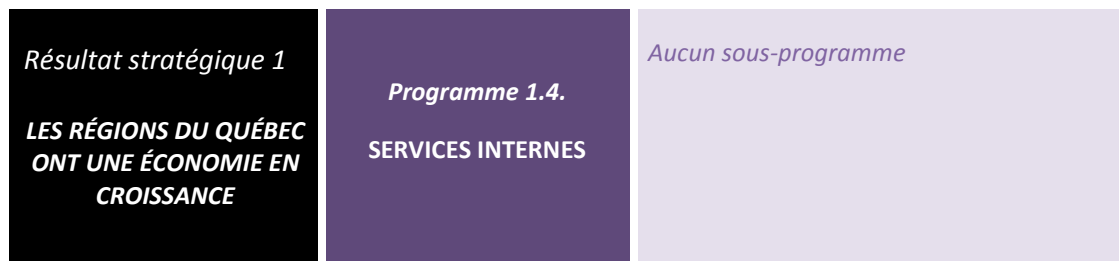 Résultat stratégique 1
LES RÉGIONS DU QUÉBEC
ONT UNE ÉCONOMIE EN
CROISSANCE
Programme 1.4.
SERVICES INTERNES
Aucun sous-programme